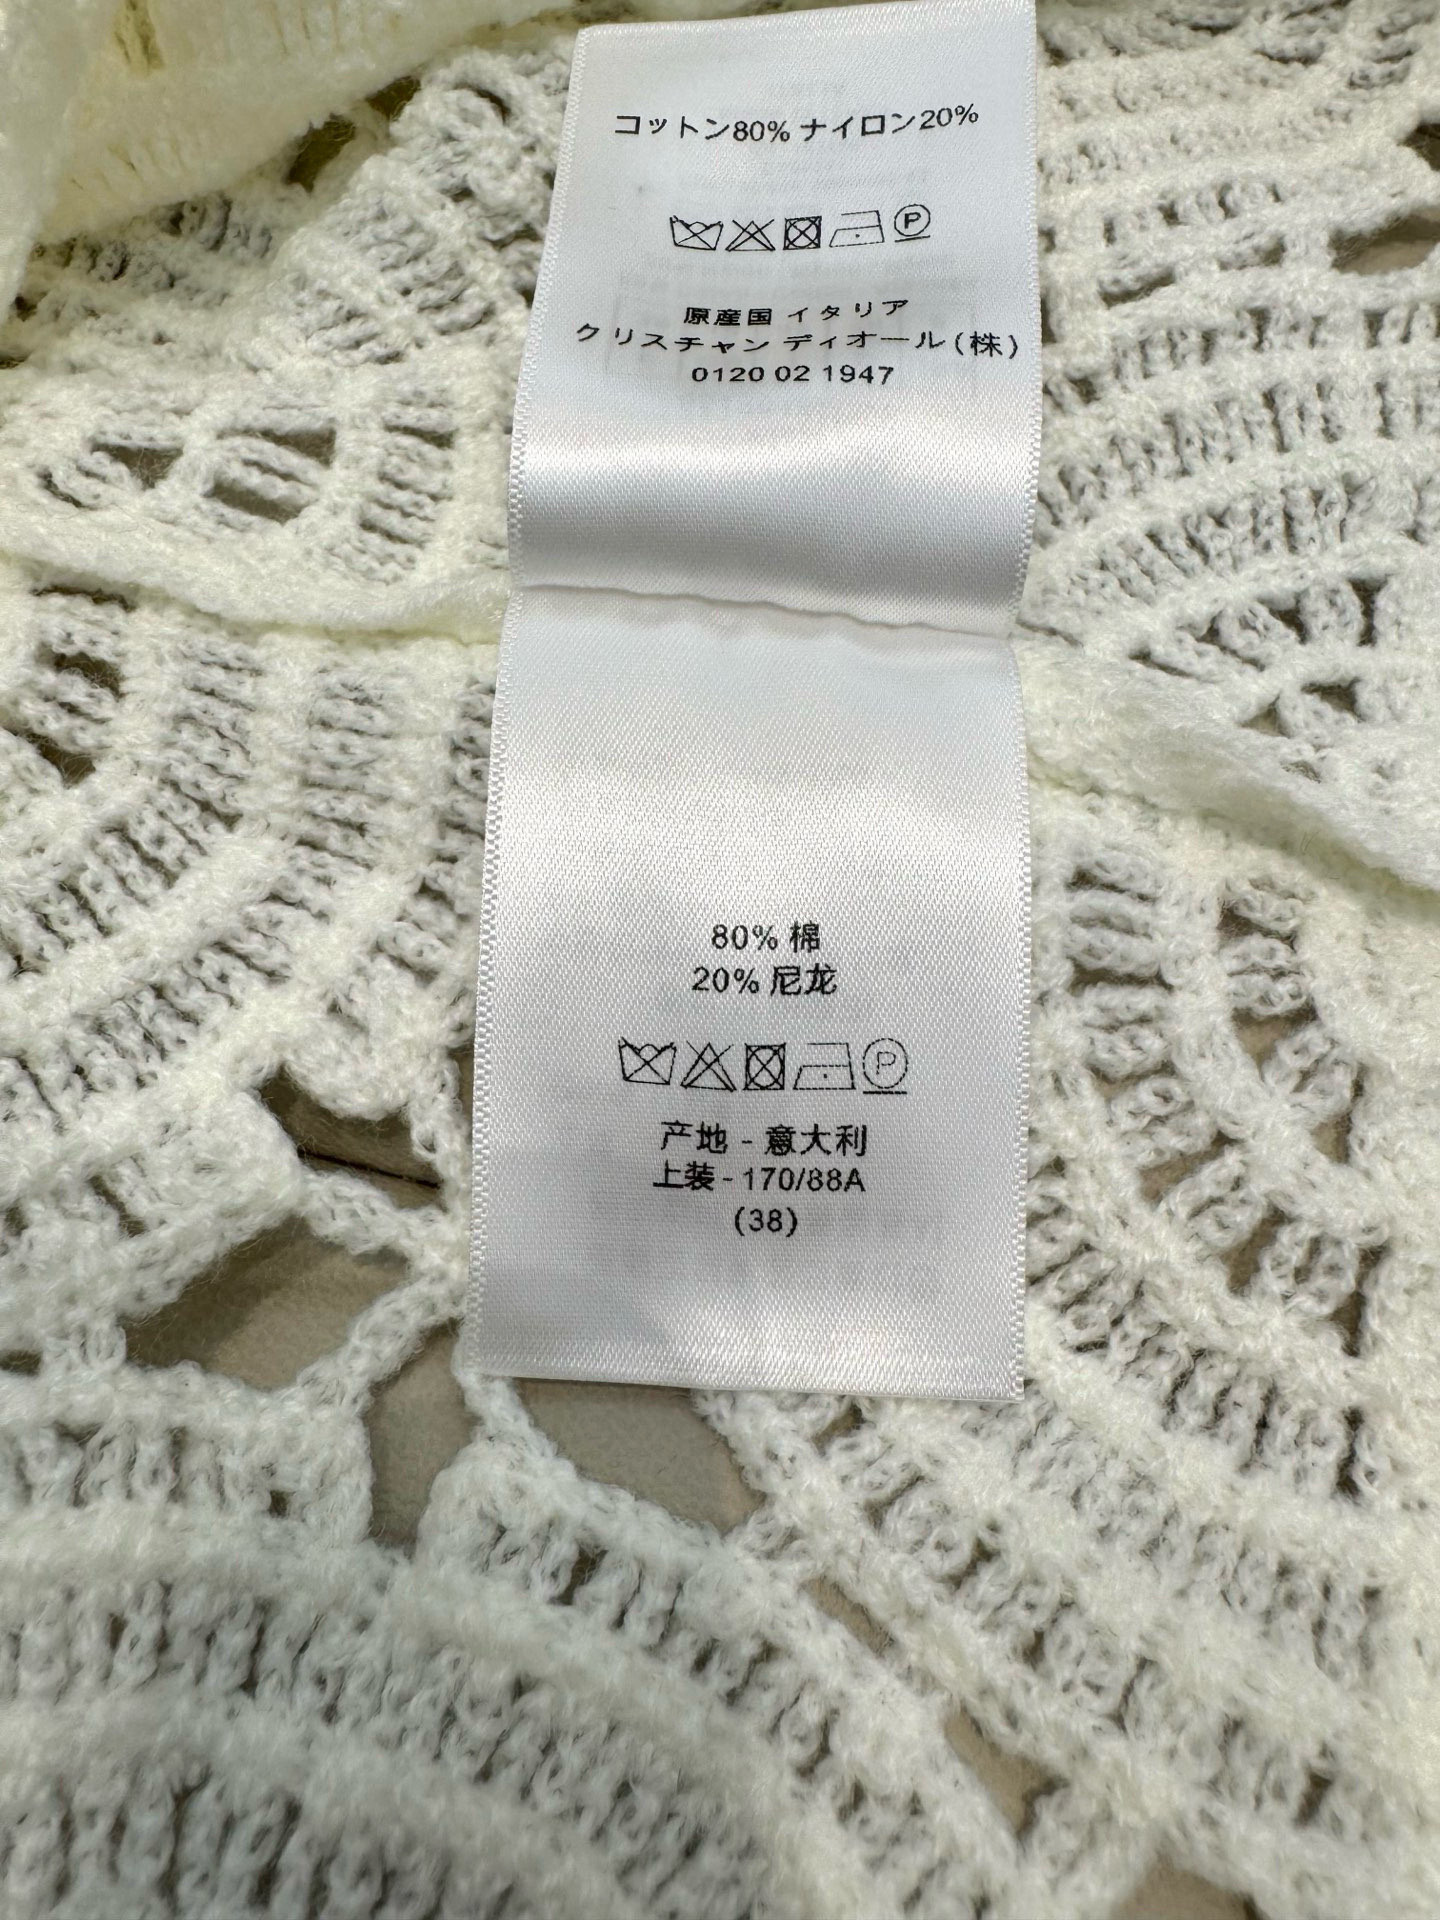 コットン80% ナイロン20%
P
原産国 イタリア
クリスチャン ディオール(株)
0120 02 1947
80% 棉
20% 尼龙
P
产地 - 意大利
上装 - 170/88A
(38)